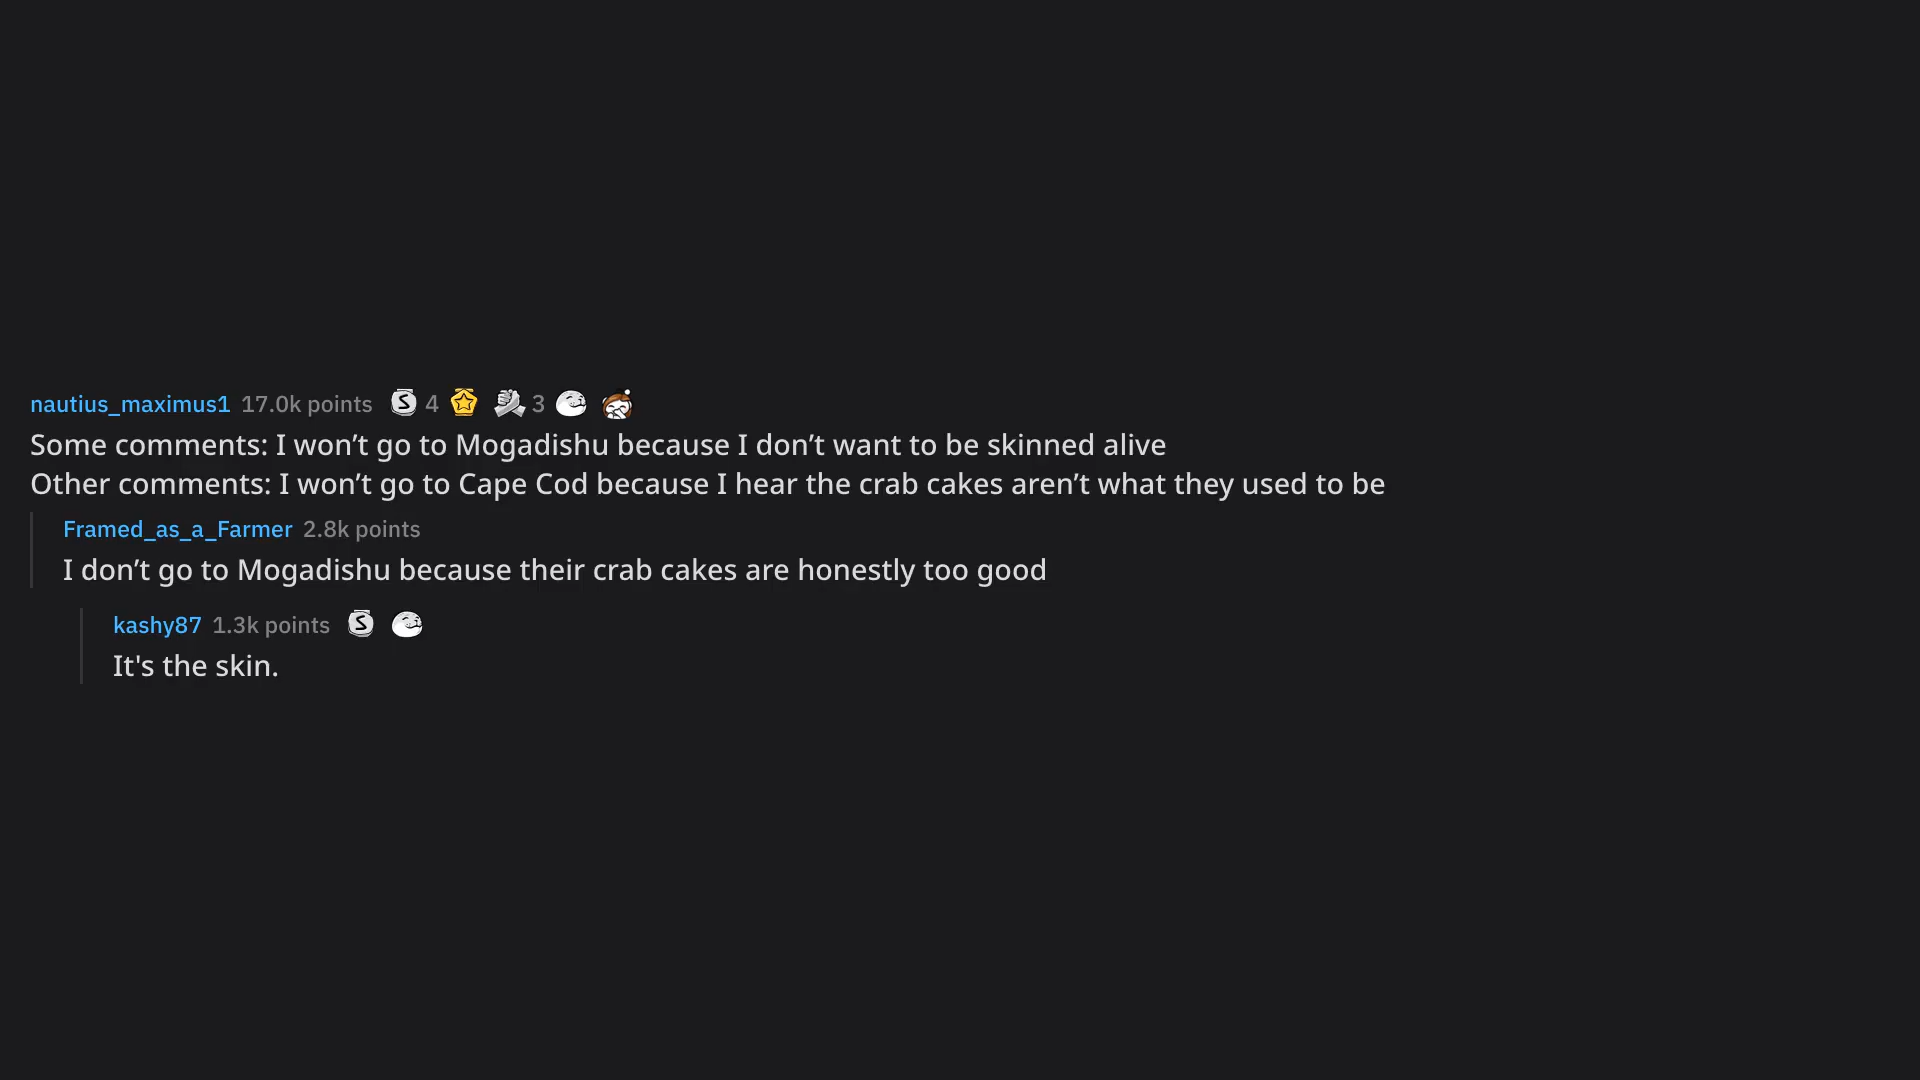 nautius_maximus1 17.0k points S 4 3
Some comments: I won’t go to Mogadishu because I don’t want to be skinned alive
Other comments: I won’t go to Cape Cod because I hear the crab cakes aren’t what they used to be
Framed_as_a_Farmer 2.8k points
I don’t go to Mogadishu because their crab cakes are honestly too good
kashy87 1.3k points S
It's the skin.